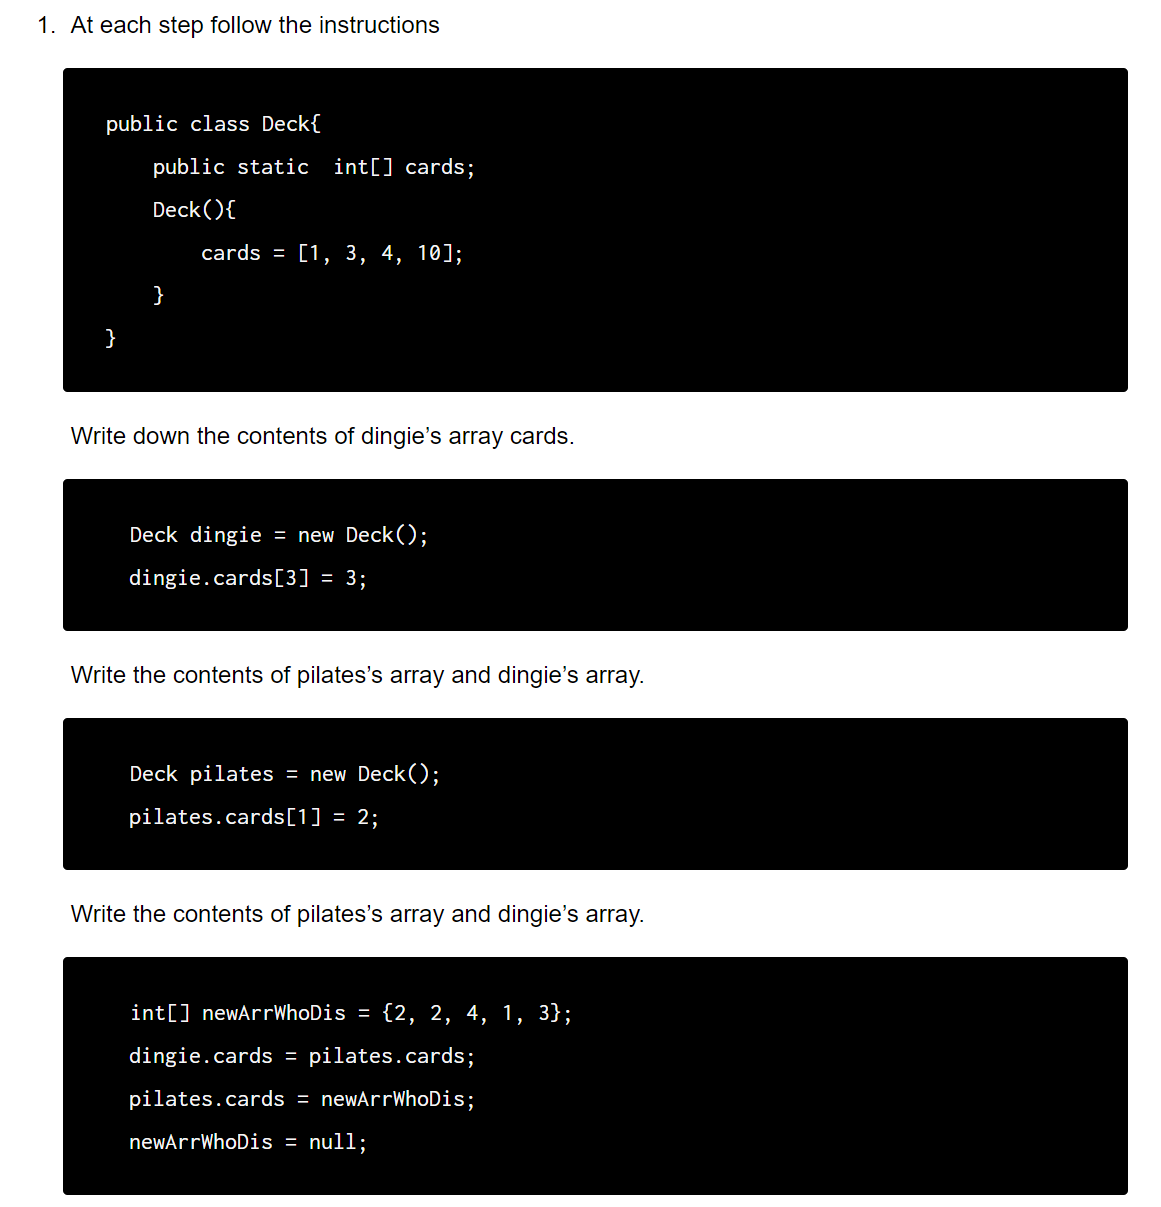 1. At each step follow the instructions
public class Deck{
public static  int[] cards;
Deck(){
cards = [1, 3, 4, 10];
}
}
Write down the contents of dingie’s array cards.
Deck dingie = new Deck();
dingie.cards[3] = 3;
Write the contents of pilates’s array and dingie’s array.
Deck pilates = new Deck();
pilates.cards[1] = 2;
Write the contents of pilates’s array and dingie’s array.
int[] newArrWhoDis = {2, 2, 4, 1, 3};
dingie.cards = pilates.cards;
pilates.cards = newArrWhoDis;
newArrWhoDis = null;